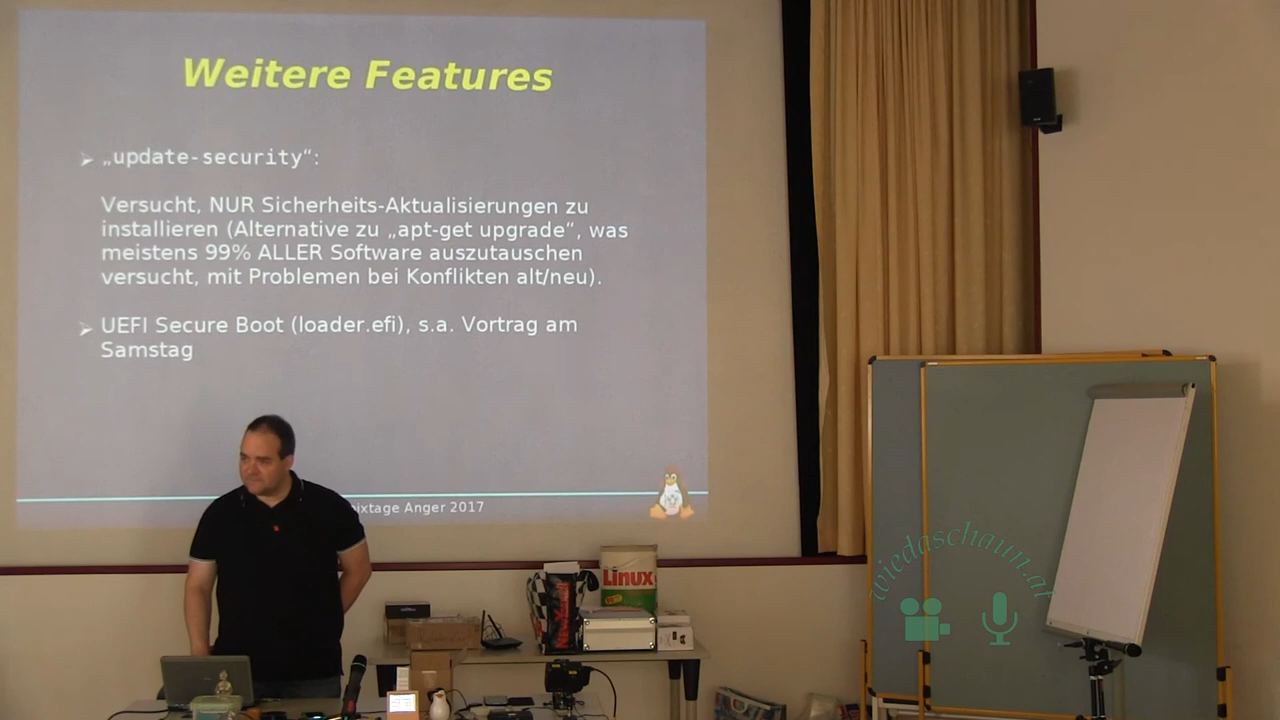 Weitere Features
➢ „update-security“:
Versucht, NUR Sicherheits-Aktualisierungen zu
installieren (Alternative zu „apt-get upgrade“, was
meistens 99% ALLER Software auszutauschen
versucht, mit Problemen bei Konflikten alt/neu).
➢ UEFI Secure Boot (loader.efi), s.a. Vortrag am
Samstag
ixtage Anger 2017
Linux
wiedaschaun.at